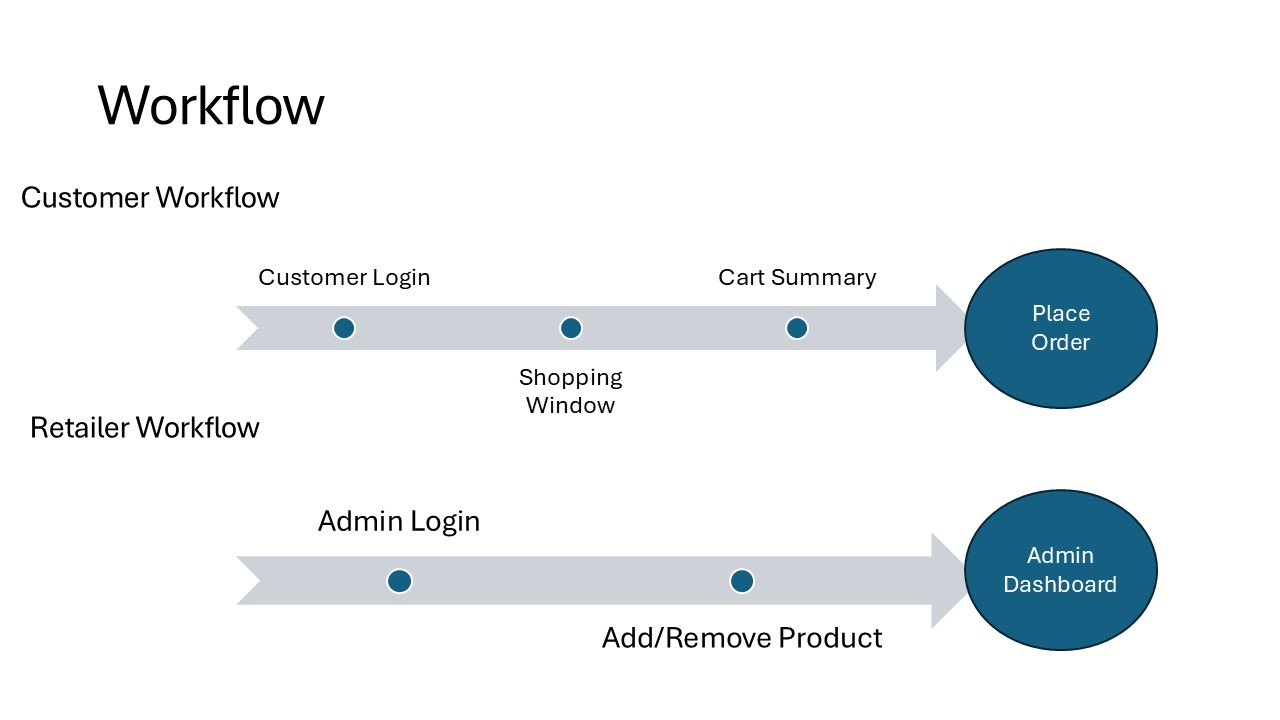 Workflow
Customer Workflow
Customer Login
Cart Summary
Place
Order
Shopping
Window
Retailer Workflow
Admin Login
Admin
Dashboard
Add/Remove Product